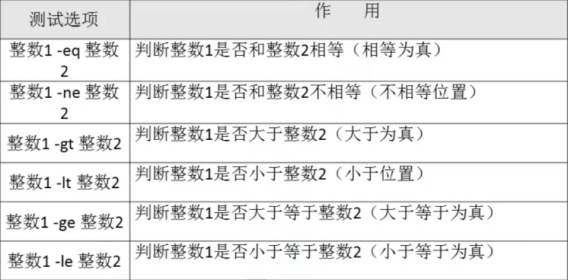 测试选项 作 用
整数1 -eq 整数 判断整数1是否和整数2相等（相等为真）
2
整数1 -ne 整数 判断整数1是否和整数2不相等（不相等位置）
2
整数1 -gt 整数2 判断整数1是否大于整数2（大于为真）
整数1 -lt 整数2 判断整数1是否小于整数2（小于位置）
整数1 -ge 整数2 判断整数1是否大于等于整数2（大于等于为真）
整数1 -le 整数2 判断整数1是否小于等于整数2（小于等于为真）